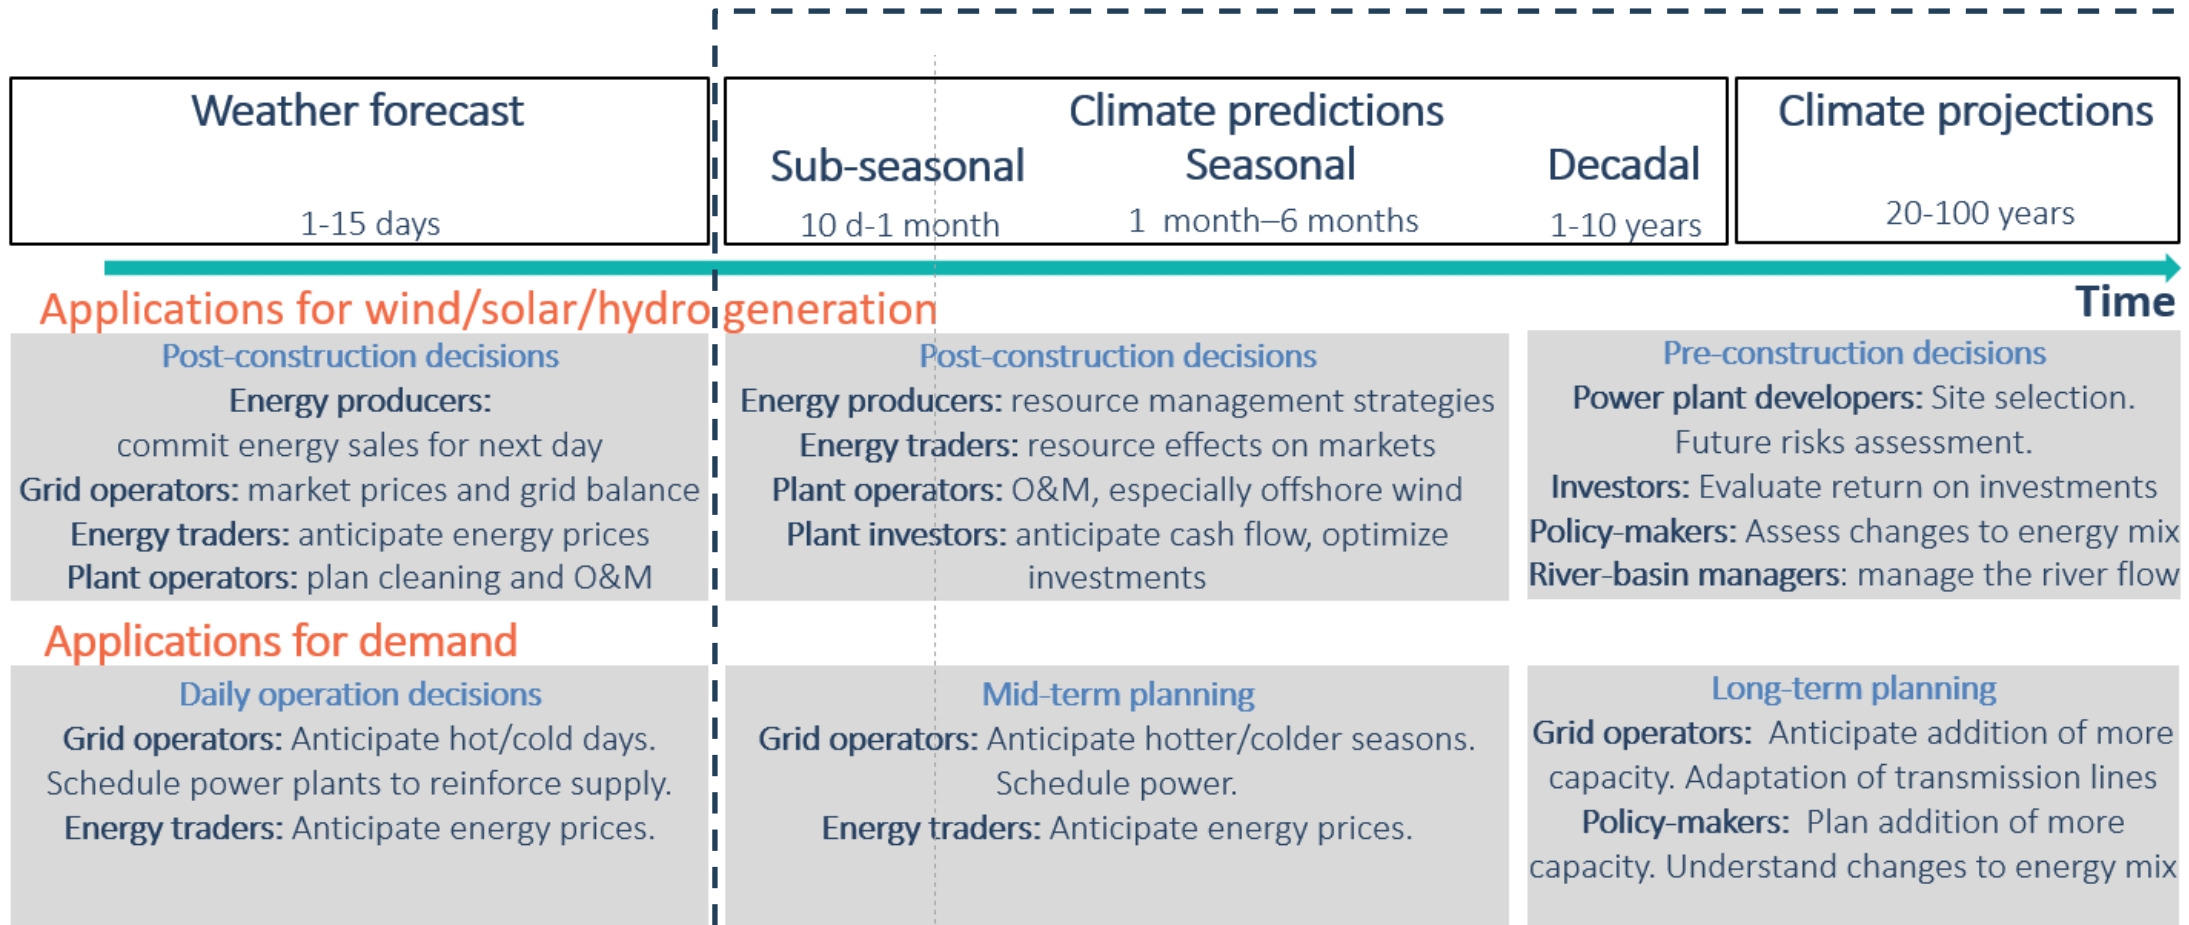 Weather forecast
1-15 days
Climate predictions
Sub-seasonal Seasonal Decadal
10 d-1 month 1 month–6 months 1-10 years
Climate projections
20-100 years
Time
Applications for wind/solar/hydro generation
Post-construction decisions
Energy producers:
commit energy sales for next day
Grid operators: market prices and grid balance
Energy traders: anticipate energy prices
Plant operators: plan cleaning and O&M
Post-construction decisions
Energy producers: resource management strategies
Energy traders: resource effects on markets
Plant operators: O&M, especially offshore wind
Plant investors: anticipate cash flow, optimize
investments
Pre-construction decisions
Power plant developers: Site selection.
Future risks assessment.
Investors: Evaluate return on investments
Policy-makers: Assess changes to energy mix
River-basin managers: manage the river flow
Applications for demand
Daily operation decisions
Grid operators: Anticipate hot/cold days.
Schedule power plants to reinforce supply.
Energy traders: Anticipate energy prices.
Mid-term planning
Grid operators: Anticipate hotter/colder seasons.
Schedule power.
Energy traders: Anticipate energy prices.
Long-term planning
Grid operators: Anticipate addition of more
capacity. Adaptation of transmission lines
Policy-makers: Plan addition of more
capacity. Understand changes to energy mix